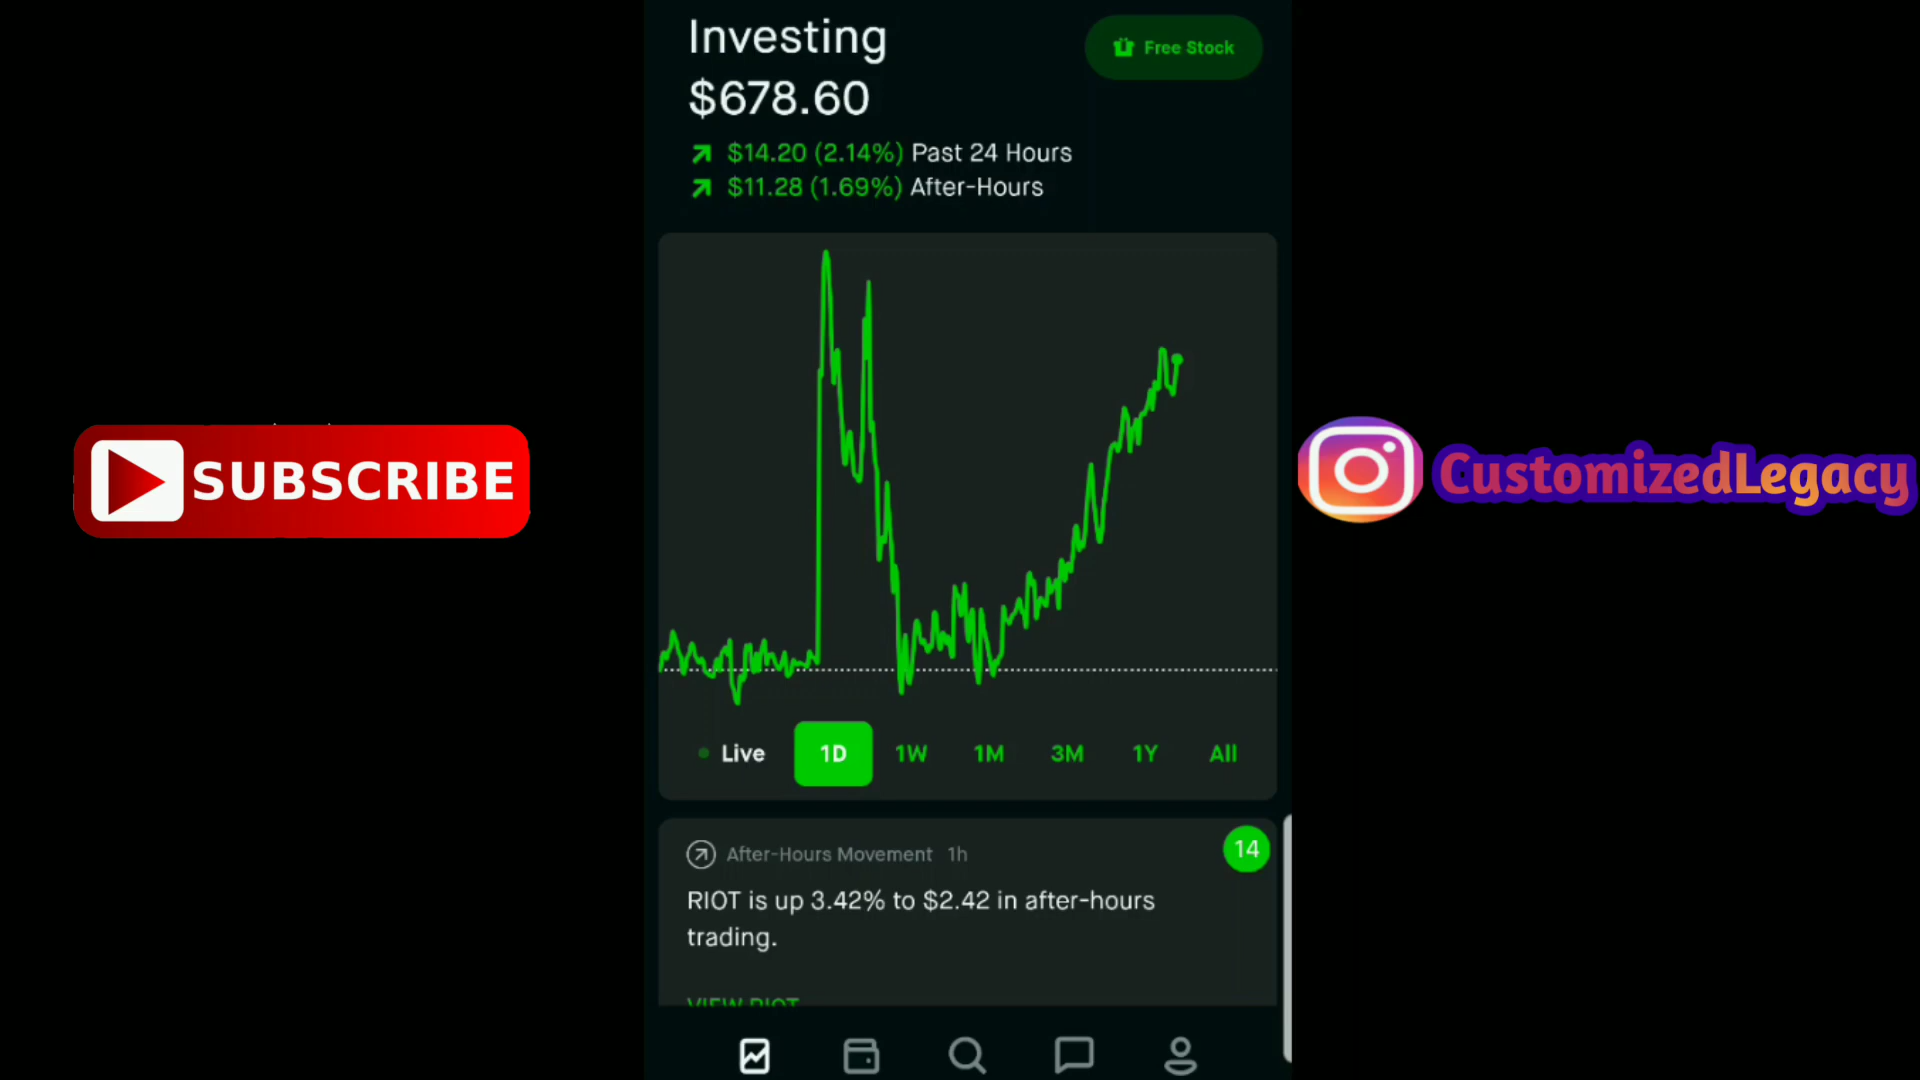 Investing
Free Stock
$678.60
$14.20 (2.14%) Past 24 Hours
$11.28 (1.69%) After-Hours
SUBSCRIBE
CustomizedLegacy
Live 1D 1W 1M 3M 1Y All
After-Hours Movement 1h
14
RIOT is up 3.42% to $2.42 in after-hours
trading.
VIEW RIOT